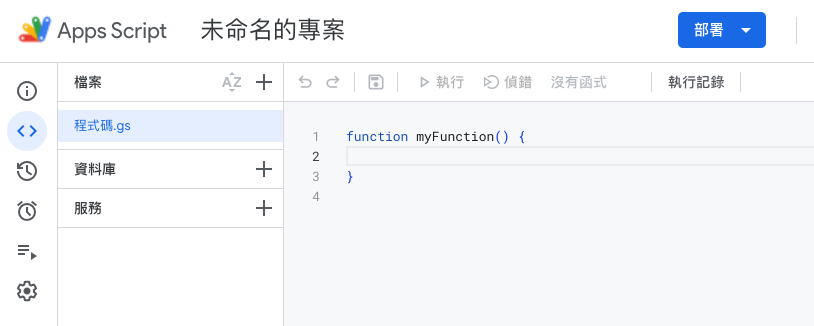 Apps Script 未命名的專案 部署
檔案 AZ 執行 偵錯 沒有函式 執行記錄
程式碼.gs
資料庫
服務
1 function myFunction() {
2
3 }
4